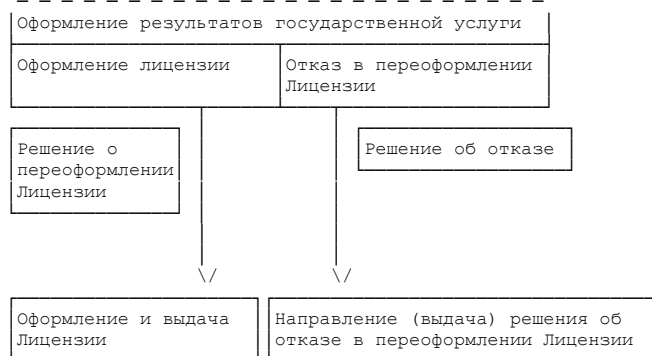 Оформление результатов государственной услуги
Оформление лицензии
Отказ в переоформлении
Лицензии
Решение о
переоформлении
Лицензии
Решение об отказе
Оформление и выдача
Лицензии
Направление (выдача) решения об
отказе в переоформлении Лицензии